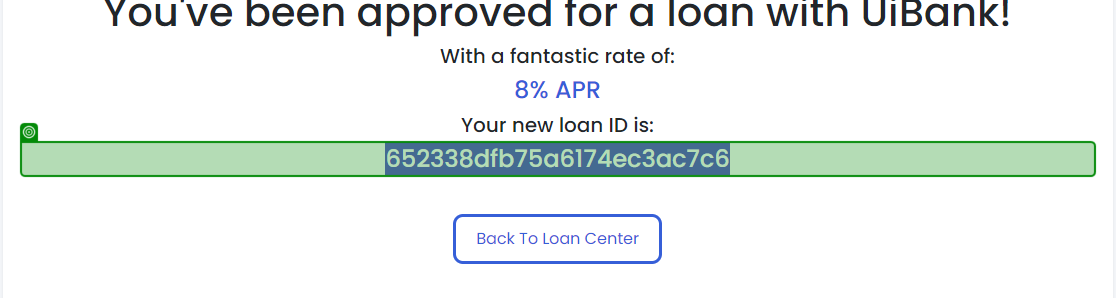 You've been approved for a loan with UiBank!
With a fantastic rate of:
8% APR
Your new loan ID is:
652338dfb75a6174ec3ac7c6
Back To Loan Center